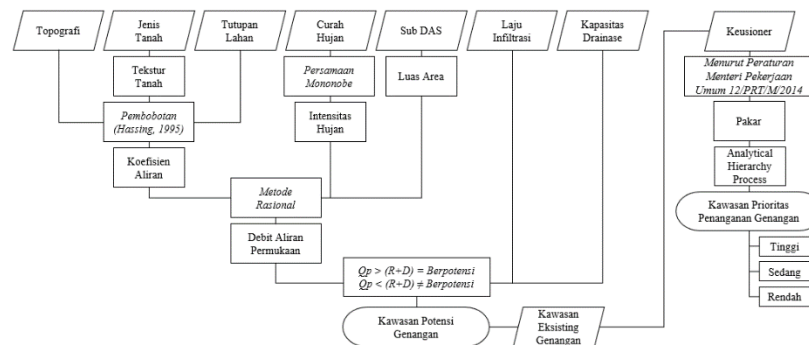 Topografi
Jenis
Tanah
Tutupan
Lahan
Curah
Hujan
Sub DAS
Laju
Infiltrasi
Kapasitas
Drainase
Keusioner
Tekstur
Tanah
Persamaan
Mononobe
Luas Area
Menurut Peraturan
Menteri Pekerjaan
Umum 12/PRT/M/2014
Pembobotan
(Hassing, 1995)
Intensitas
Hujan
Pakar
Koefisien
Aliran
Analytical
Hierarchy
Process
Metode
Rasional
Kawasan Prioritas
Penanganan Genangan
Debit Aliran
Permukaan
Tinggi
Qp > (R+D) = Berpotensi
Qp < (R+D) ≠ Berpotensi
Sedang
Rendah
Kawasan Potensi
Genangan
Kawasan
Eksisting
Genangan